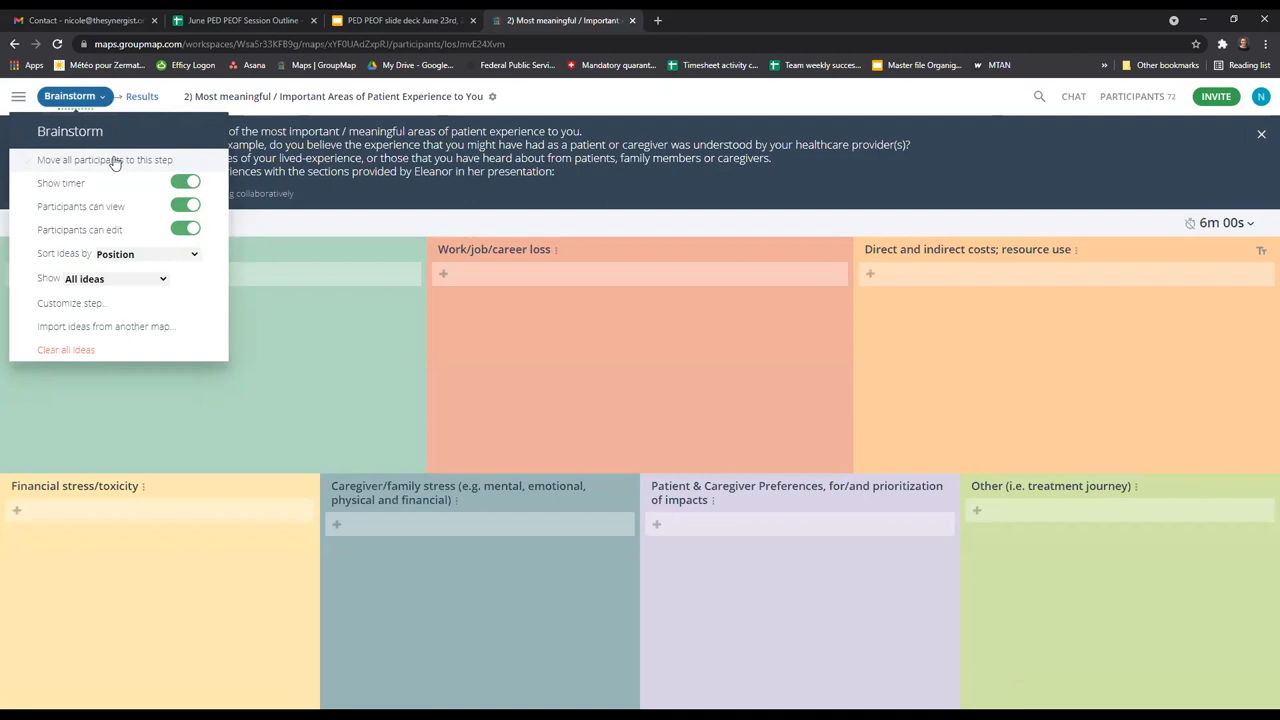 Contact - nicole@thesynergist.or
June PED PEOF Session Outline -
PED PEOF slide deck June 23rd,
2) Most meaningful / Important
maps.groupmap.com/workspaces/Wsa5r33KFB9g/maps/xYF0UAdZxpRJ/participants/IosJmvE24Xvm
Apps
Météo pour Zermat...
Efficy Logon
Asana
Maps | GroupMap
My Drive - Google...
Federal Public Servi...
Mandatory quarant...
Timesheet activity c...
Team weekly succes...
Master file Organig...
MTAN
»
Other bookmarks
Reading list
Brainstorm
→ Results
2) Most meaningful / Important Areas of Patient Experience to You
CHAT
PARTICIPANTS 72
INVITE
N
Brainstorm
Move all participants to this step
Show timer
Participants can view
Participants can edit
Sort ideas by Position
Show All ideas
Customize step...
Import ideas from another map...
Clear all ideas
of the most important / meaningful areas of patient experience to you.
example, do you believe the experience that you might have had as a patient or caregiver was understood by your healthcare provider(s)?
es of your lived-experience, or those that you have heard about from patients, family members or caregivers.
iences with the sections provided by Eleanor in her presentation:
ng collaboratively
6m 00s
Work/job/career loss
+
Direct and indirect costs; resource use
Tт
+
Financial stress/toxicity
+
Caregiver/family stress (e.g. mental, emotional,
physical and financial)
+
Patient & Caregiver Preferences, for/and prioritization
of impacts
+
Other (i.e. treatment journey)
+